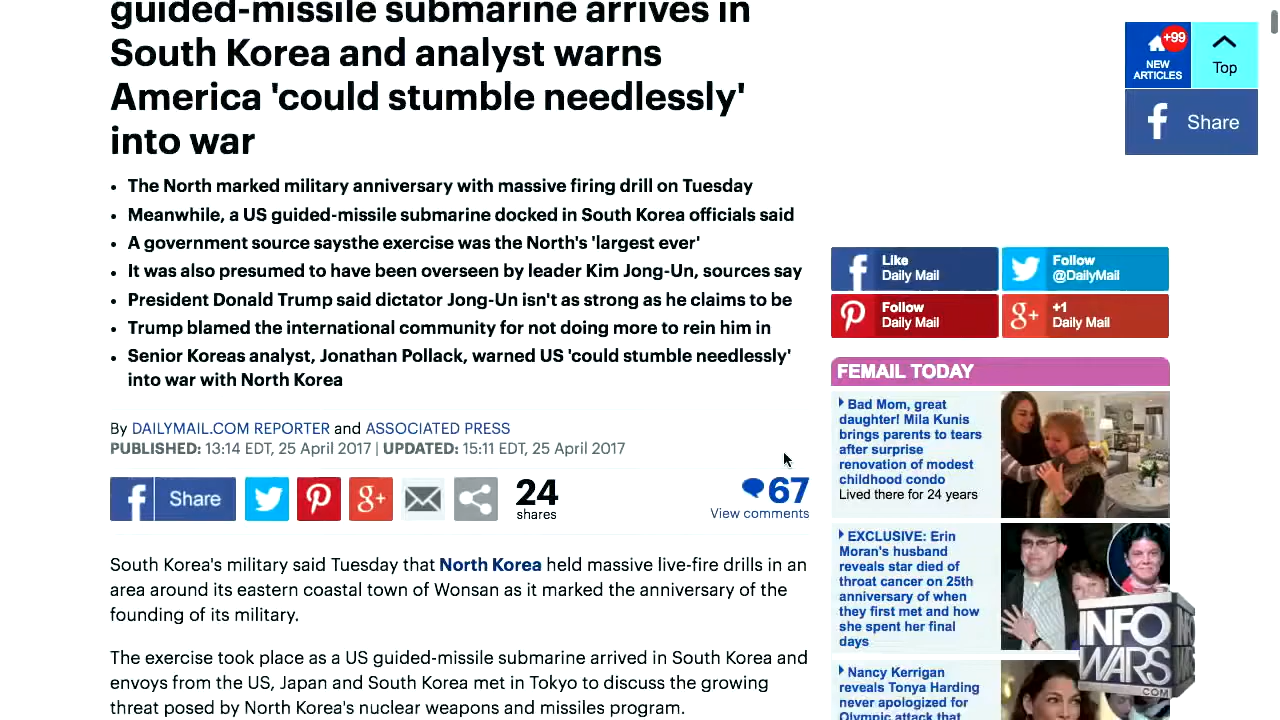 guided-missile submarine arrives in
South Korea and analyst warns
America 'could stumble needlessly'
into war
The North marked military anniversary with massive firing drill on Tuesday
Meanwhile, a US guided-missile submarine docked in South Korea officials said
A government source saysthe exercise was the North's 'largest ever'
It was also presumed to have been overseen by leader Kim Jong-Un, sources say
President Donald Trump said dictator Jong-Un isn't as strong as he claims to be
Trump blamed the international community for not doing more to rein him in
Senior Koreas analyst, Jonathan Pollack, warned US 'could stumble needlessly'
into war with North Korea
By DAILYMAIL.COM REPORTER and ASSOCIATED PRESS
PUBLISHED: 13:14 EDT, 25 April 2017 | UPDATED: 15:11 EDT, 25 April 2017
Share
24
shares
67
View comments
South Korea's military said Tuesday that North Korea held massive live-fire drills in an
area around its eastern coastal town of Wonsan as it marked the anniversary of the
founding of its military.
The exercise took place as a US guided-missile submarine arrived in South Korea and
envoys from the US, Japan and South Korea met in Tokyo to discuss the growing
threat posed by North Korea's nuclear weapons and missiles program.
+99
NEW
ARTICLES
Top
Share
Like
Daily Mail
Follow
@DailyMail
Follow
Daily Mail
+1
Daily Mail
FEMAIL TODAY
Bad Mom, great
daughter! Mila Kunis
brings parents to tears
after surprise
renovation of modest
childhood condo
Lived there for 24 years
EXCLUSIVE: Erin
Moran's husband
reveals star died of
throat cancer on 25th
anniversary of when
they first met and how
she spent her final
days
Nancy Kerrigan
reveals Tonya Harding
never apologized for
Olympic attack that
INFO
WARS
.COM